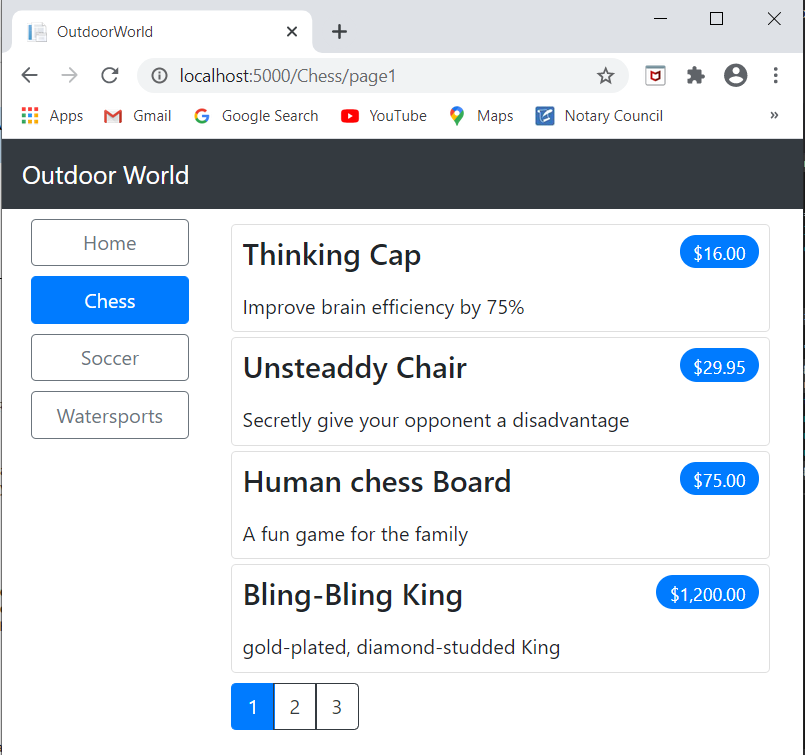 OutdoorWorld
localhost:5000/Chess/page1
Apps Gmail Google Search YouTube Maps Notary Council »
Outdoor World
Home
Chess
Soccer
Watersports
Thinking Cap $16.00
Improve brain efficiency by 75%
Unsteaddy Chair $29.95
Secretly give your opponent a disadvantage
Human chess Board $75.00
A fun game for the family
Bling-Bling King $1,200.00
gold-plated, diamond-studded King
1 2 3